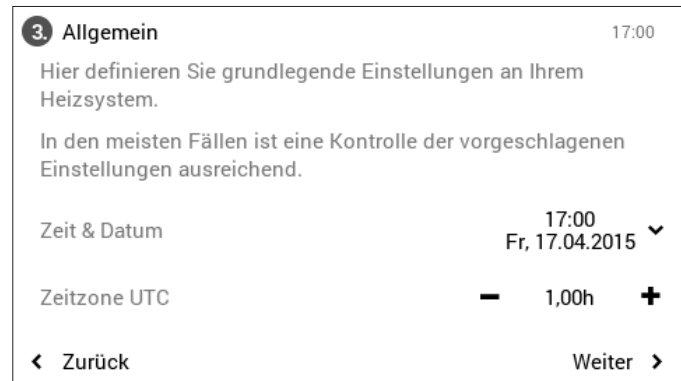 3. Allgemein 17:00
Hier definieren Sie grundlegende Einstellungen an Ihrem
Heizsystem.
In den meisten Fällen ist eine Kontrolle der vorgeschlagenen
Einstellungen ausreichend.
Zeit & Datum 17:00
Fr, 17.04.2015
Zeitzone UTC − 1,00h +
< Zurück Weiter >